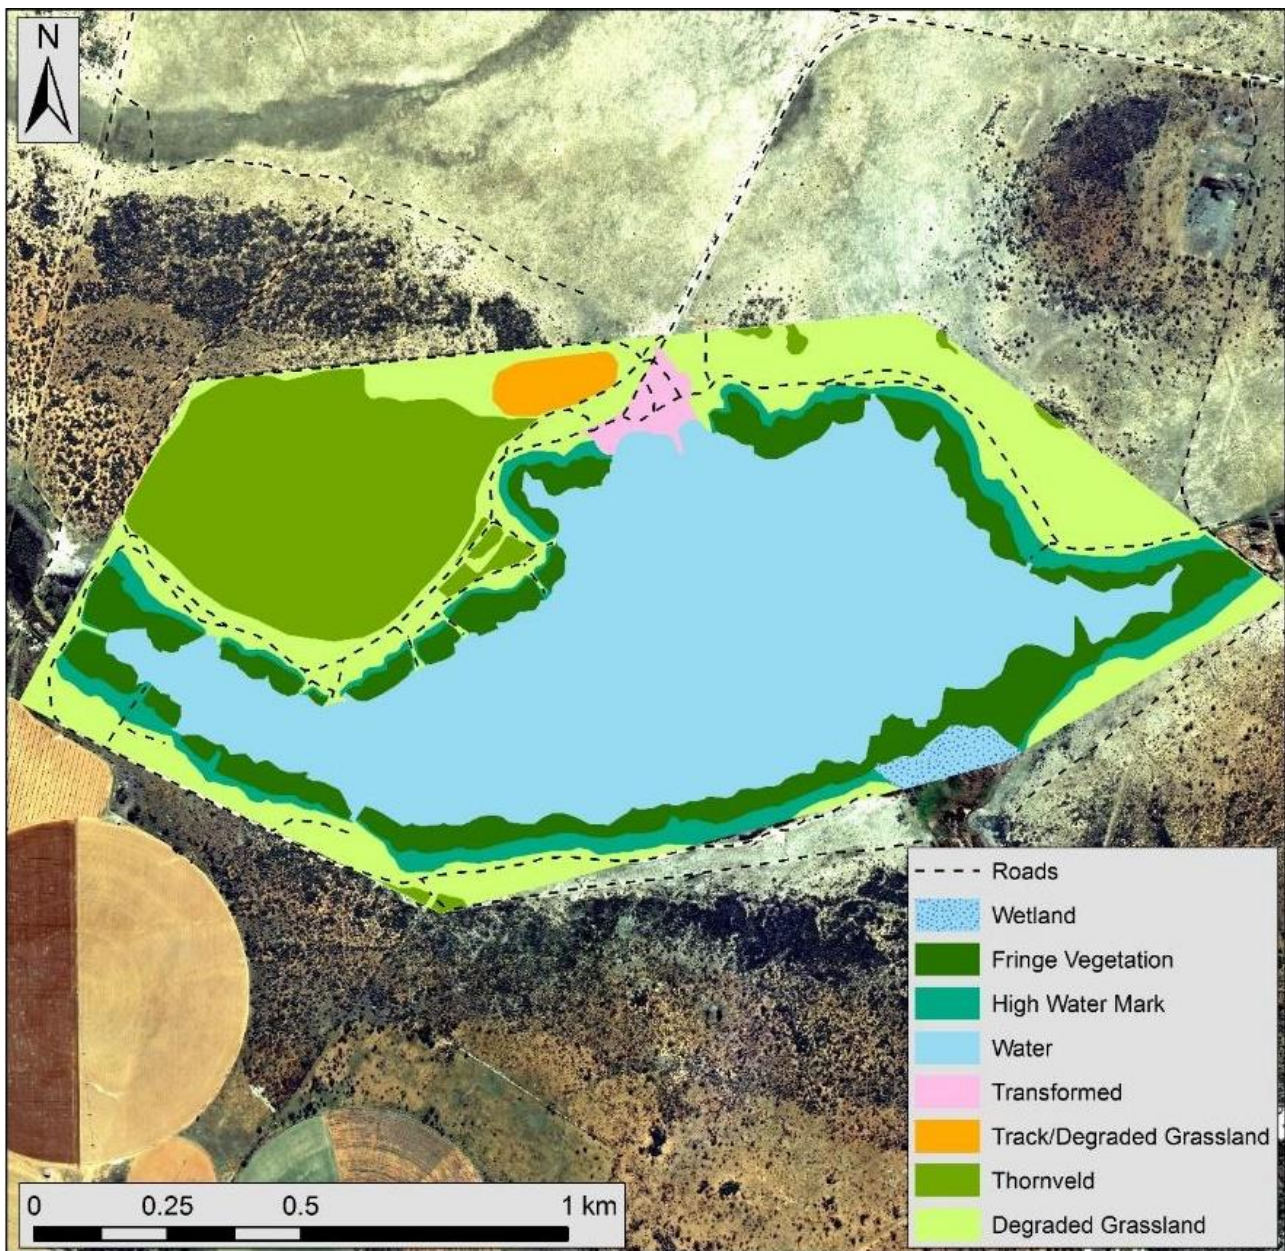 N
Roads
Wetland
Fringe Vegetation
High Water Mark
Water
Transformed
Track/Degraded Grassland
Thornveld
Degraded Grassland
0 0.25 0.5 1 km